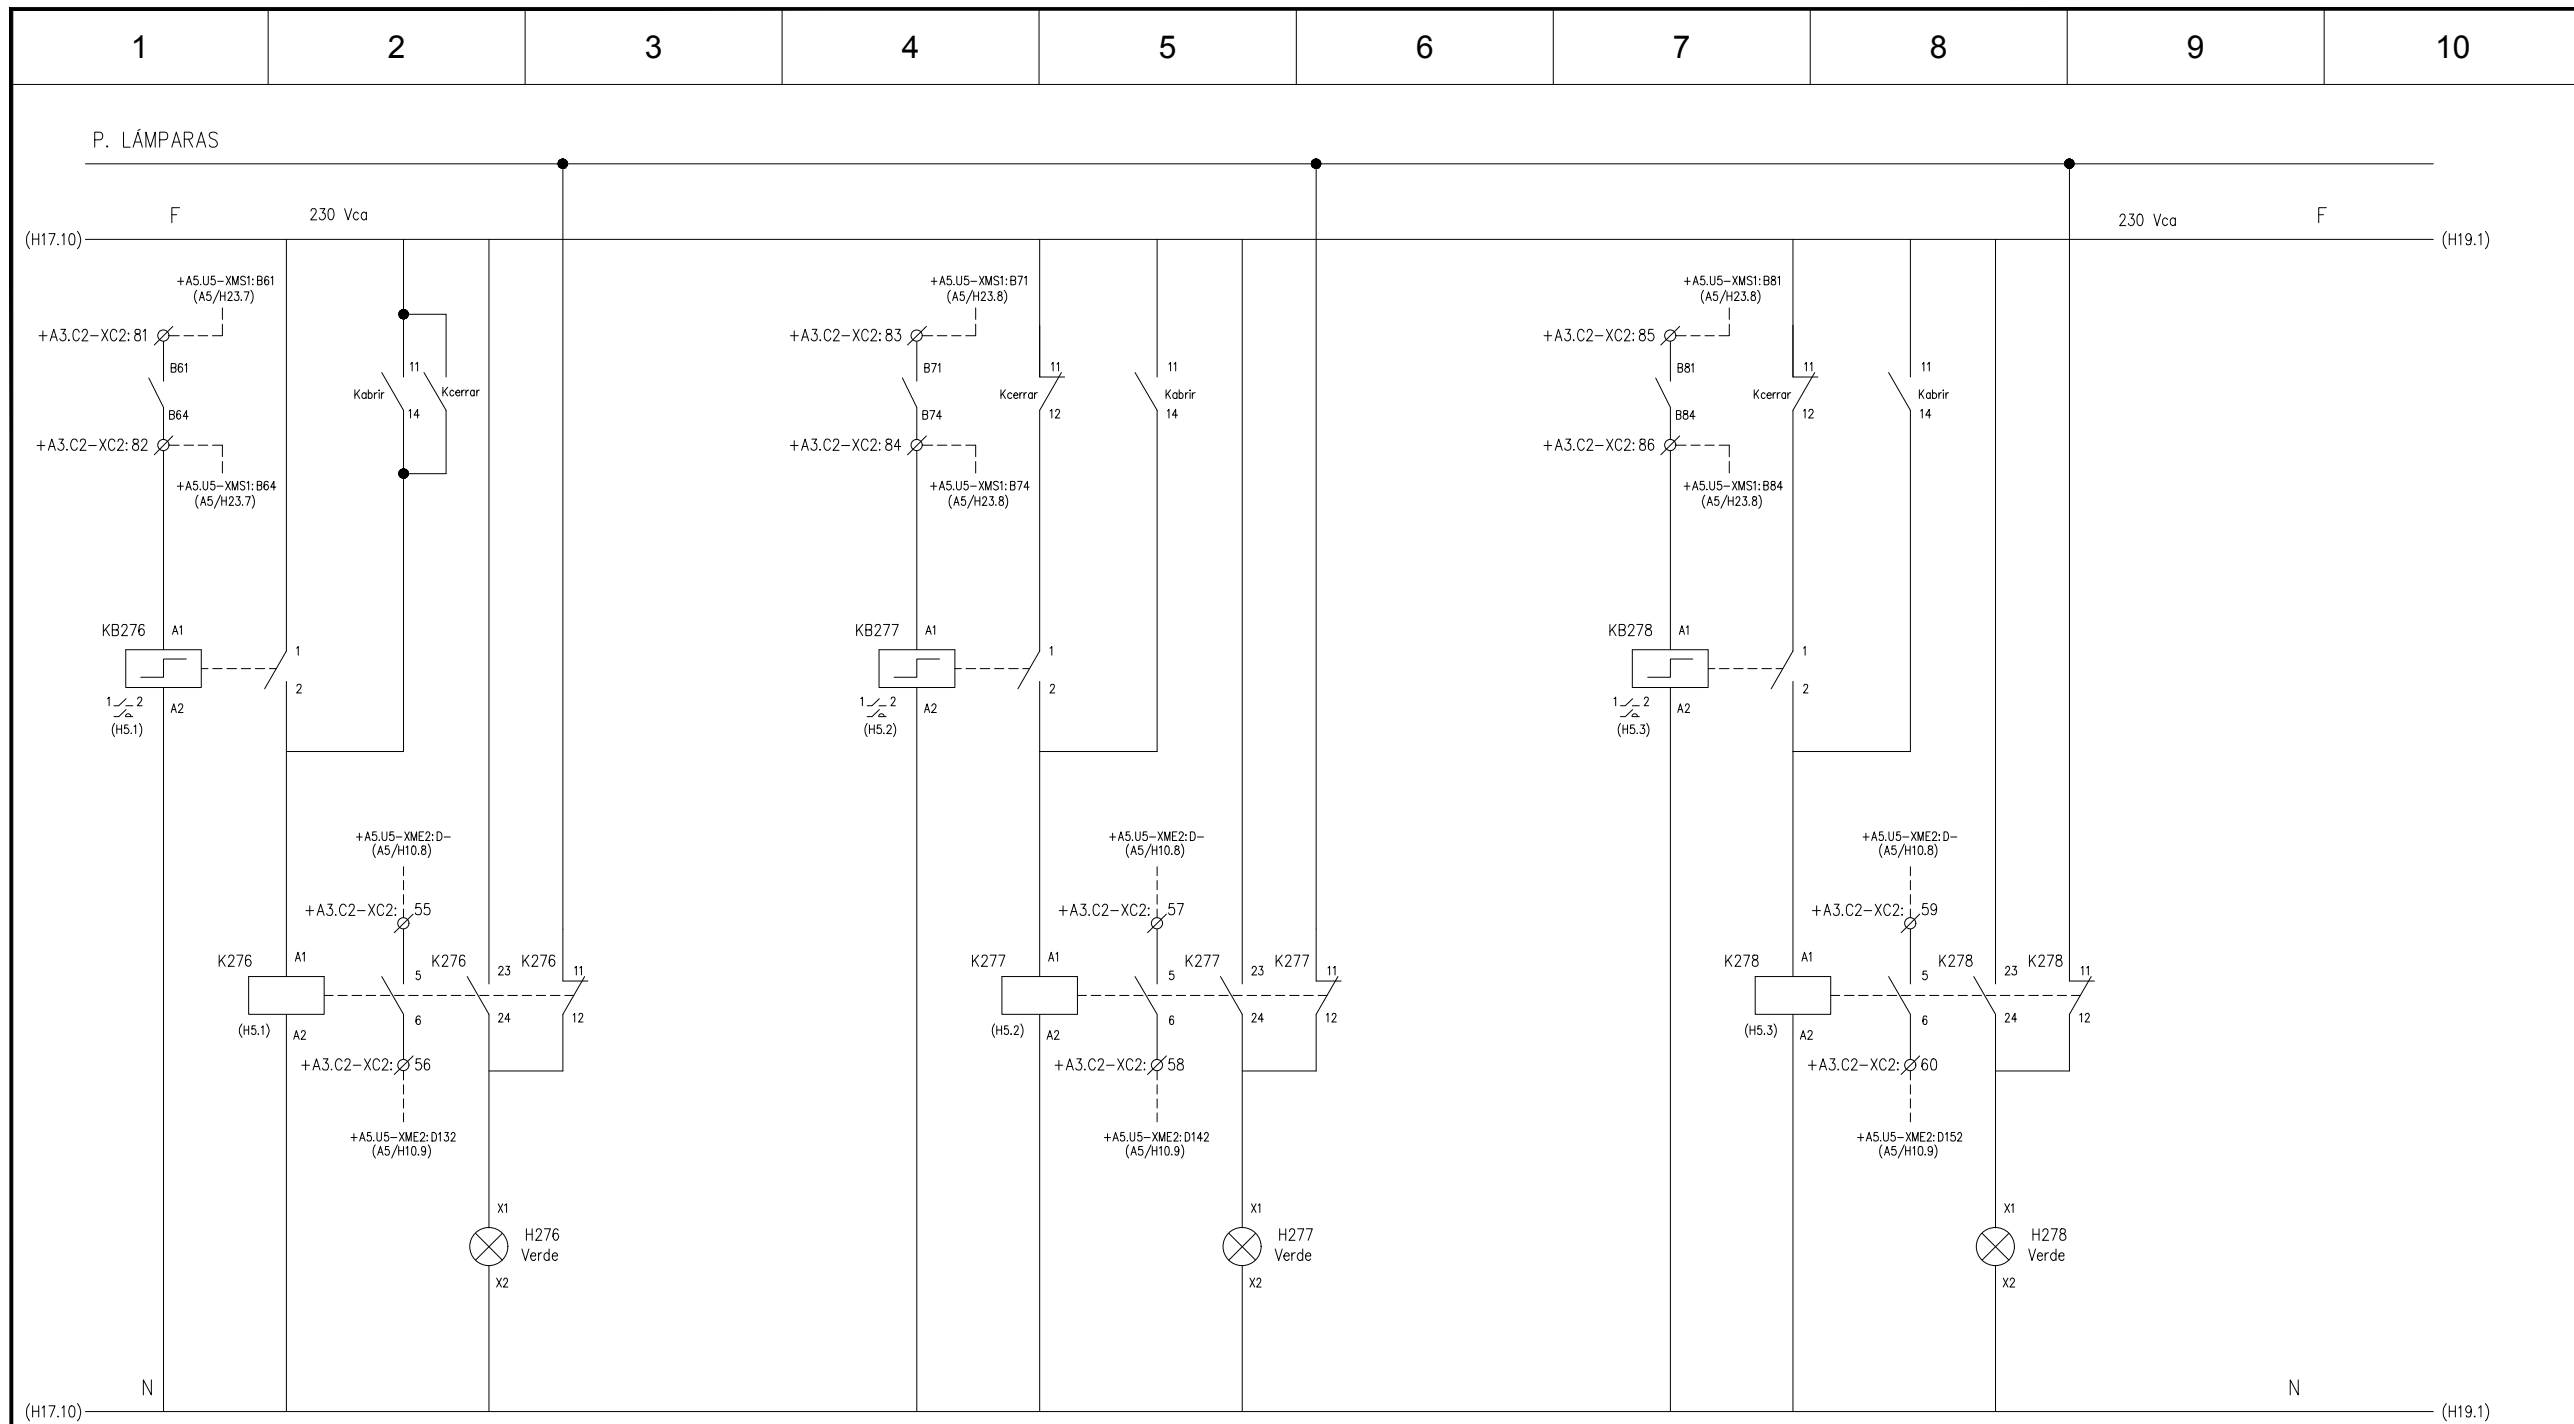 1 2 3 4 5 6 7 8 9 10
P. LÁMPARAS
F 230 Vca 230 Vca F
(H17.10) (H19.1)
+A5.U5-XMS1:B61 +A5.U5-XMS1:B71 +A5.U5-XMS1:B81
(A5/H23.7) (A5/H23.8) (A5/H23.8)
+A3.C2-XC2:81 +A3.C2-XC2:83 +A3.C2-XC2:85
B61 11 B71 11 11 B81 11 11
Kabrir Kcerrar Kcerrar Kabrir Kcerrar Kabrir
B64 14 B74 12 14 B84 12 14
+A3.C2-XC2:82 +A3.C2-XC2:84 +A3.C2-XC2:86
+A5.U5-XMS1:B64 +A5.U5-XMS1:B74 +A5.U5-XMS1:B84
(A5/H23.7) (A5/H23.8) (A5/H23.8)
KB276 A1 KB277 A1 KB278 A1
1 1 1
2 2 2
1 2 A2 1 2 A2 1 2 A2
(H5.1) (H5.2) (H5.3)
+A5.U5-XME2:D- +A5.U5-XME2:D- +A5.U5-XME2:D-
(A5/H10.8) (A5/H10.8) (A5/H10.8)
+A3.C2-XC2: 55 +A3.C2-XC2: 57 +A3.C2-XC2: 59
K276 A1 K276 K276 K277 A1 K277 K277 K278 A1 K278 K278
5 23 11 5 23 11 5 23 11
6 24 12 6 24 12 6 24 12
(H5.1) A2 (H5.2) A2 (H5.3) A2
+A3.C2-XC2: 56 +A3.C2-XC2: 58 +A3.C2-XC2: 60
+A5.U5-XME2:D132 +A5.U5-XME2:D142 +A5.U5-XME2:D152
(A5/H10.9) (A5/H10.9) (A5/H10.9)
X1 X1 X1
H276 H277 H278
Verde Verde Verde
X2 X2 X2
N N
(H17.10) (H19.1)